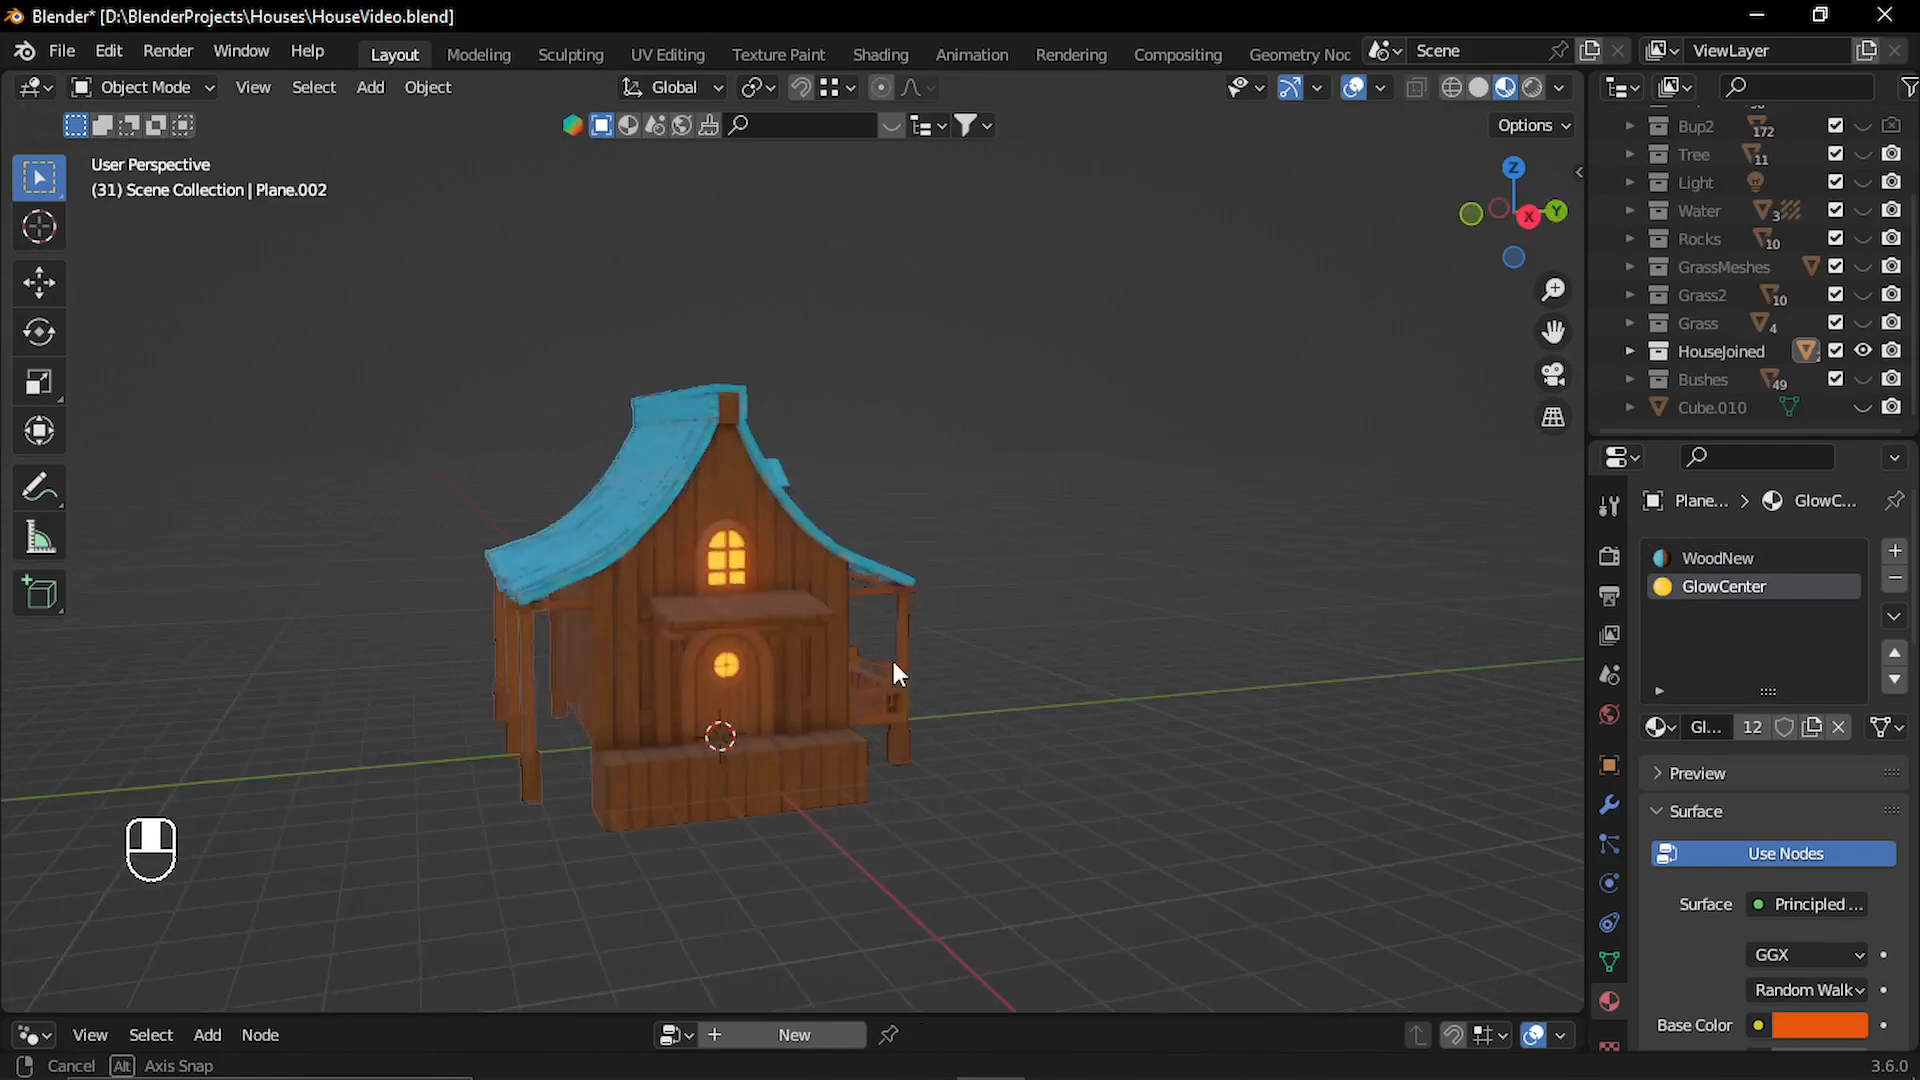 Blender* [D:\BlenderProjects\Houses\HouseVideo.blend]
File Edit Render Window Help Layout Modeling Sculpting UV Editing Texture Paint Shading Animation Rendering Compositing Geometry Noc Scene ViewLayer
Object Mode View Select Add Object Global
Options
User Perspective
(31) Scene Collection | Plane.002
Z
Y
X
Bup2 172
Tree 11
Light
Water 3
Rocks 10
GrassMeshes
Grass2 10
Grass 4
HouseJoined
Bushes 49
Cube.010
Plane... > GlowC...
WoodNew
GlowCenter
Gl... 12
Preview
Surface
Use Nodes
Surface Principled ...
GGX
Random Walk
Base Color
View Select Add Node New
Cancel Alt Axis Snap 3.6.0